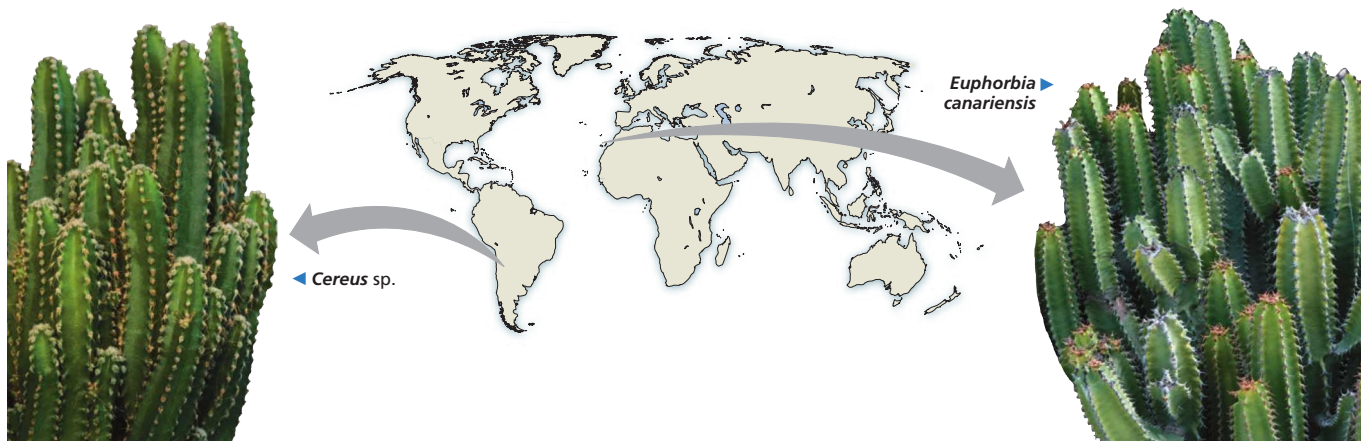 Euphorbia ▶
canariensis
◀ Cereus sp.